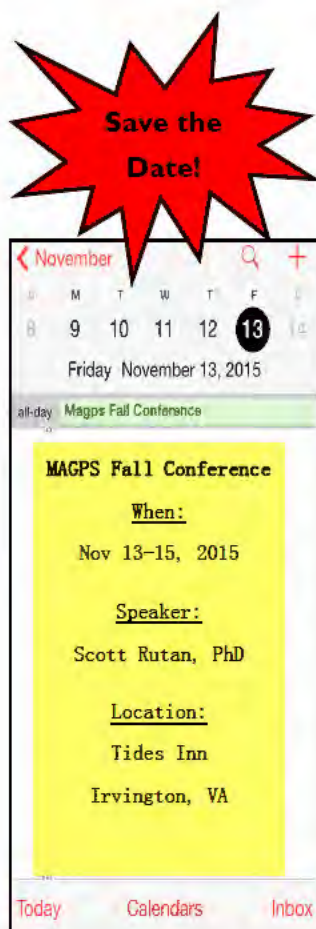 Save the
Date!
November
S M T W T F S
8 9 10 11 12 13 14
Friday November 13, 2015
all-day Magps Fall Conference
MAGPS Fall Conference
When:
Nov 13-15, 2015
Speaker:
Scott Rutan, PhD
Location:
Tides Inn
Irvington, VA
Today Calendars Inbox